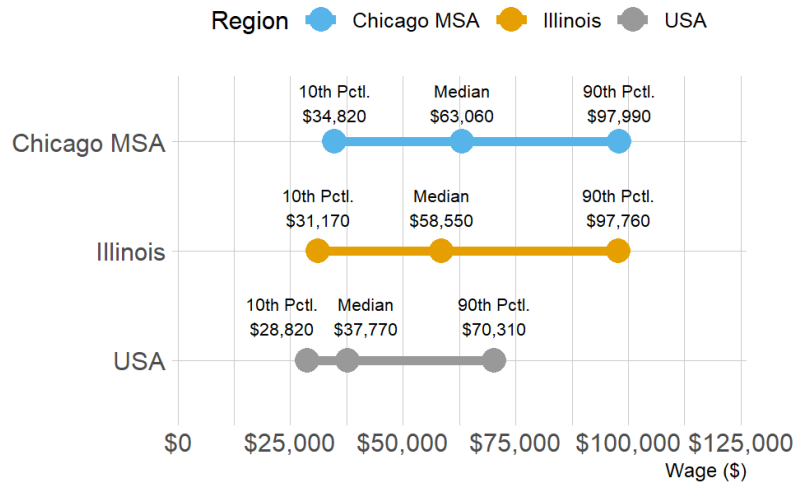 Region Chicago MSA Illinois USA
10th Pctl. Median 90th Pctl.
$34,820 $63,060 $97,990
Chicago MSA
10th Pctl. Median 90th Pctl.
$31,170 $58,550 $97,760
Illinois
10th Pctl. Median 90th Pctl.
$28,820 $37,770 $70,310
USA
$0 $25,000 $50,000 $75,000 $100,000 $125,000
Wage ($)